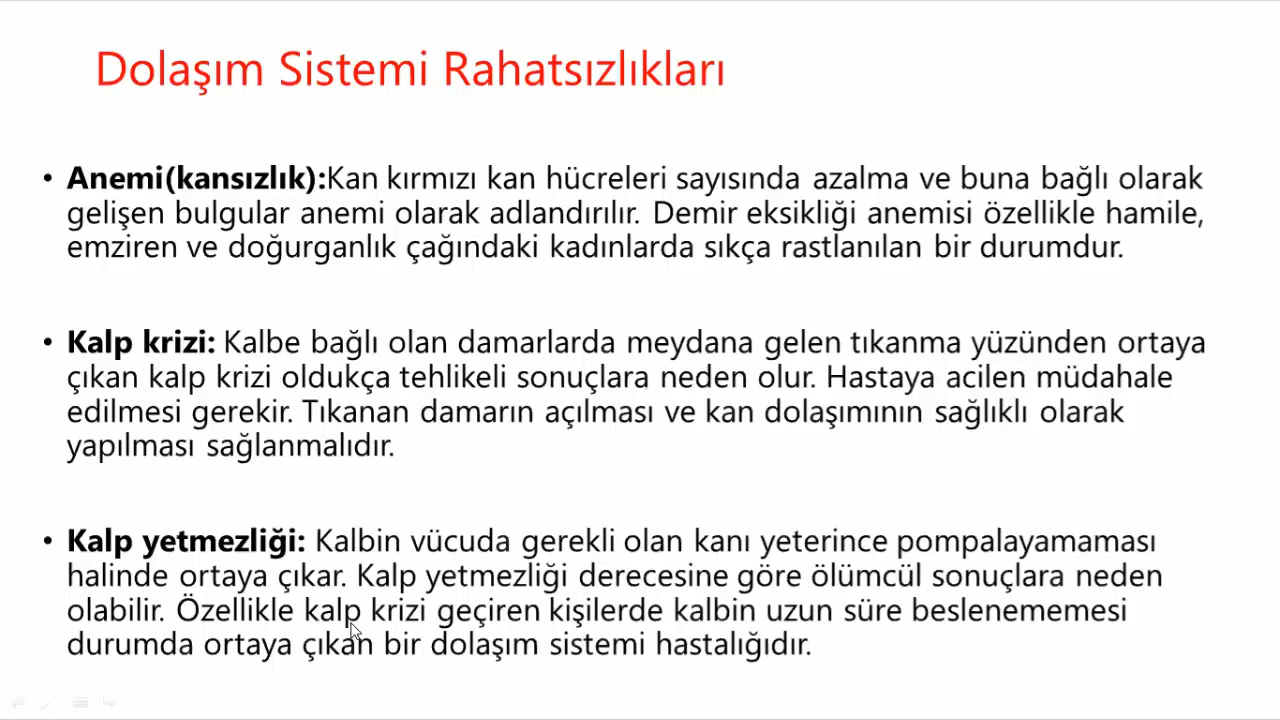 Dolaşım Sistemi Rahatsızlıkları
• Anemi(kansızlık):Kan kırmızı kan hücreleri sayısında azalma ve buna bağlı olarak
gelişen bulgular anemi olarak adlandırılır. Demir eksikliği anemisi özellikle hamile,
emziren ve doğurganlık çağındaki kadınlarda sıkça rastlanılan bir durumdur.
• Kalp krizi: Kalbe bağlı olan damarlarda meydana gelen tıkanma yüzünden ortaya
çıkan kalp krizi oldukça tehlikeli sonuçlara neden olur. Hastaya acilen müdahale
edilmesi gerekir. Tıkanan damarın açılması ve kan dolaşımının sağlıklı olarak
yapılması sağlanmalıdır.
• Kalp yetmezliği: Kalbin vücuda gerekli olan kanı yeterince pompalayamaması
halinde ortaya çıkar. Kalp yetmezliği derecesine göre ölümcül sonuçlara neden
olabilir. Özellikle kalp krizi geçiren kişilerde kalbin uzun süre beslenememesi
durumda ortaya çıkan bir dolaşım sistemi hastalığıdır.